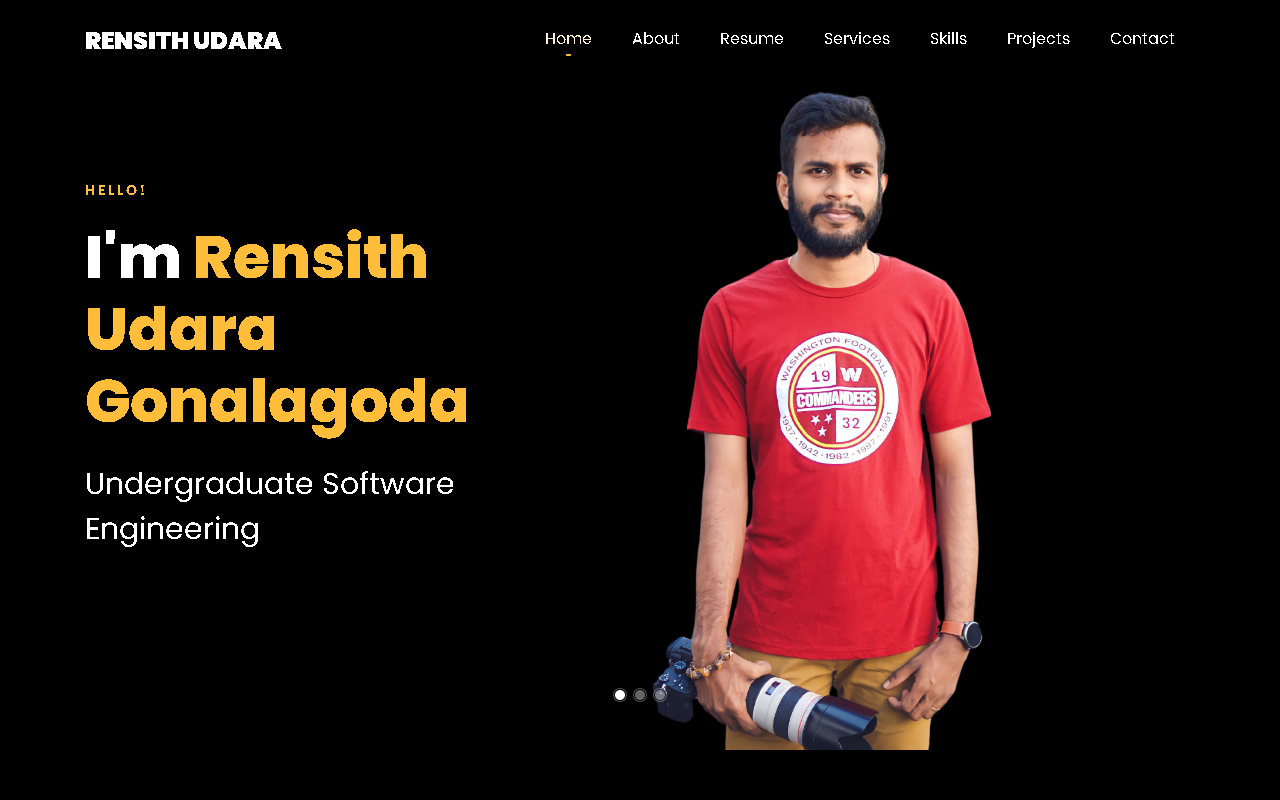 RENSITH UDARA
Home About Resume Services Skills Projects Contact
HELLO!
I'm Rensith
Udara
Gonalagoda
Undergraduate Software
Engineering
WASHINGTON FOOTBALL
19 W
COMMANDERS
32
1937 · 1942 · 1982 · 1987 · 1991